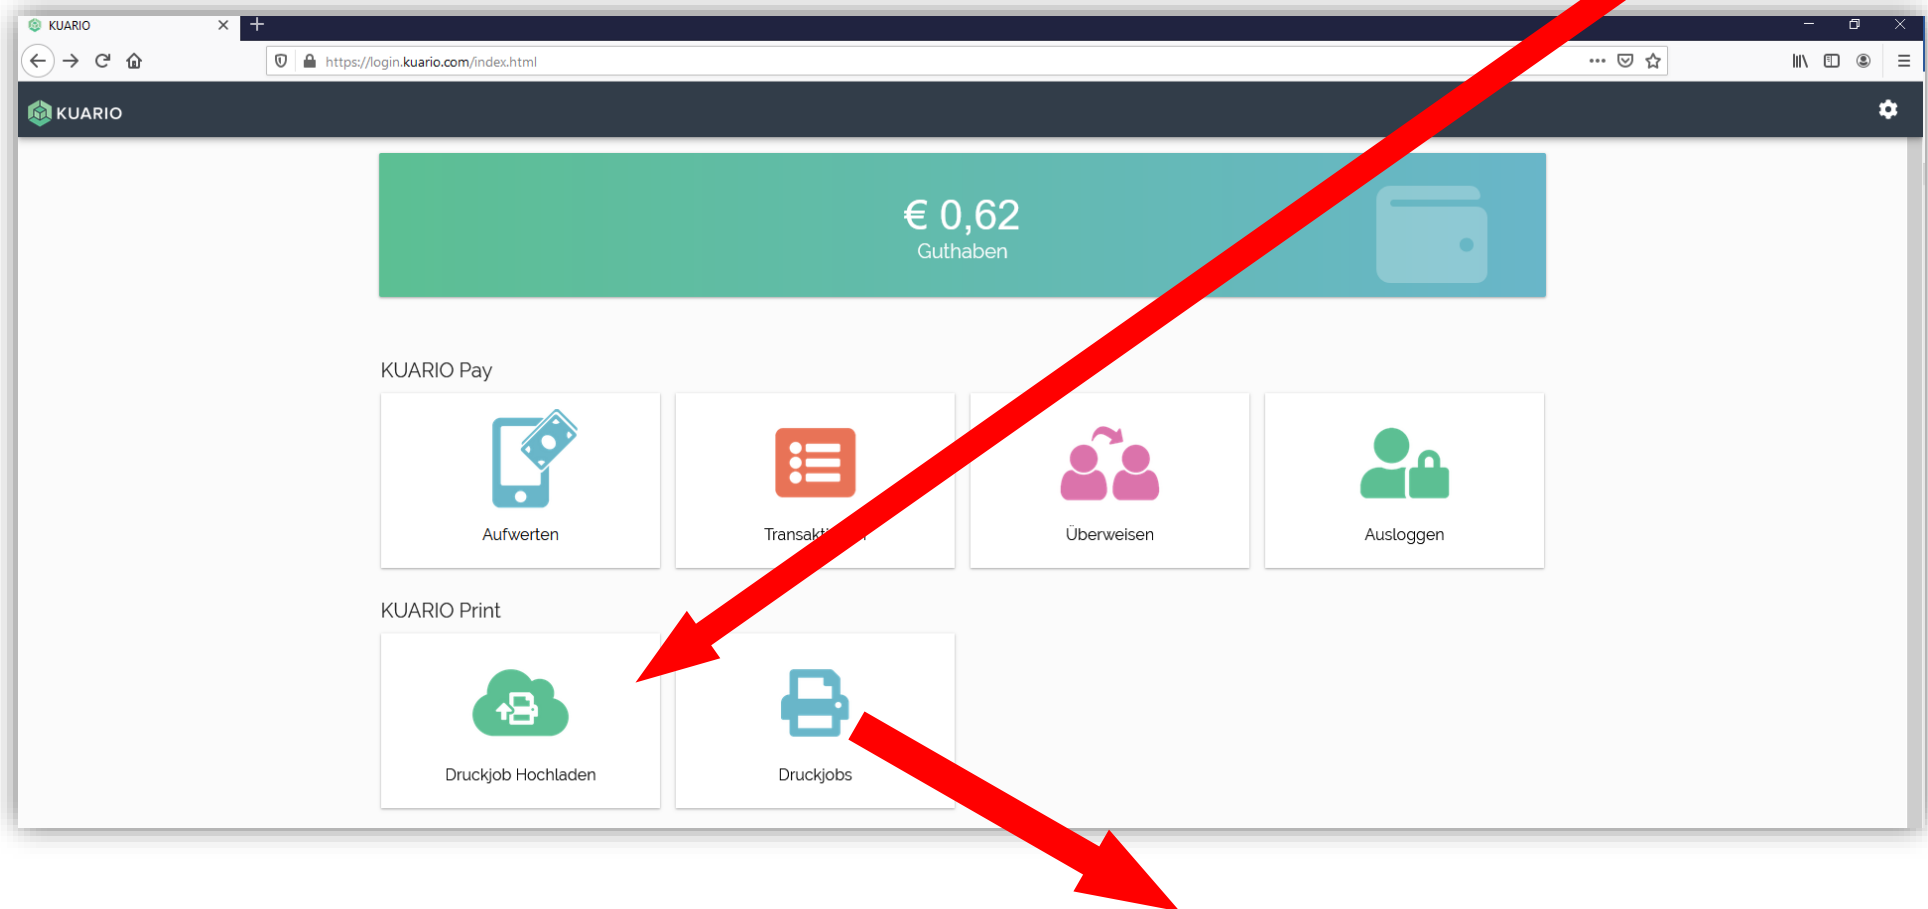 KUARIO
https://login.kuario.com/index.html
KUARIO
€ 0,62
Guthaben
KUARIO Pay
Aufwerten
Überweisen
Ausloggen
KUARIO Print
Druckjob Hochladen
Druckjobs